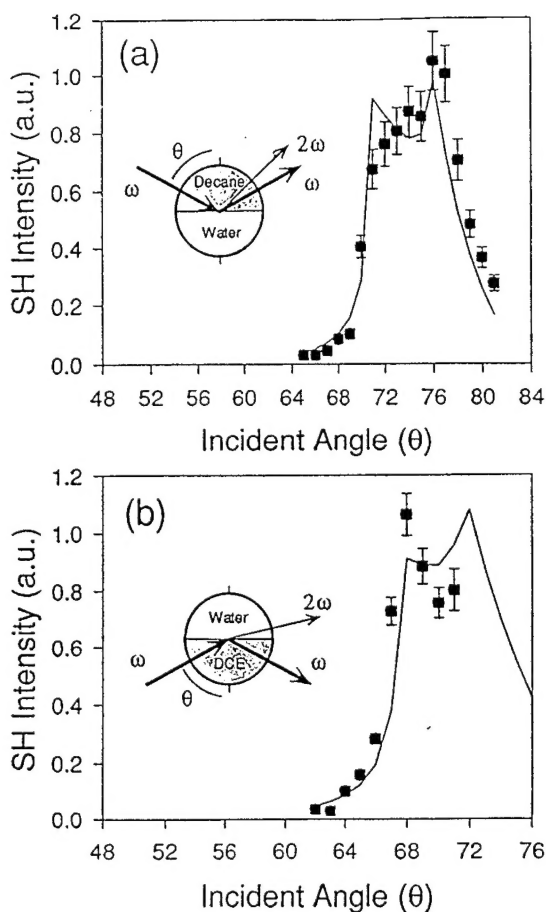 (a)
SH Intensity (a.u.)
1.2
1.0
0.8
0.6
0.4
0.2
0.0
θ
ω
Decane
2ω
ω
Water
48 52 56 60 64 68 72 76 81 84
Incident Angle (θ)
(b)
SH Intensity (a.u.)
1.2
1.0
0.8
0.6
0.4
0.2
0.0
Water
2ω
ω
DCE
ω
θ
48 52 56 60 64 68 72 76
Incident Angle (θ)